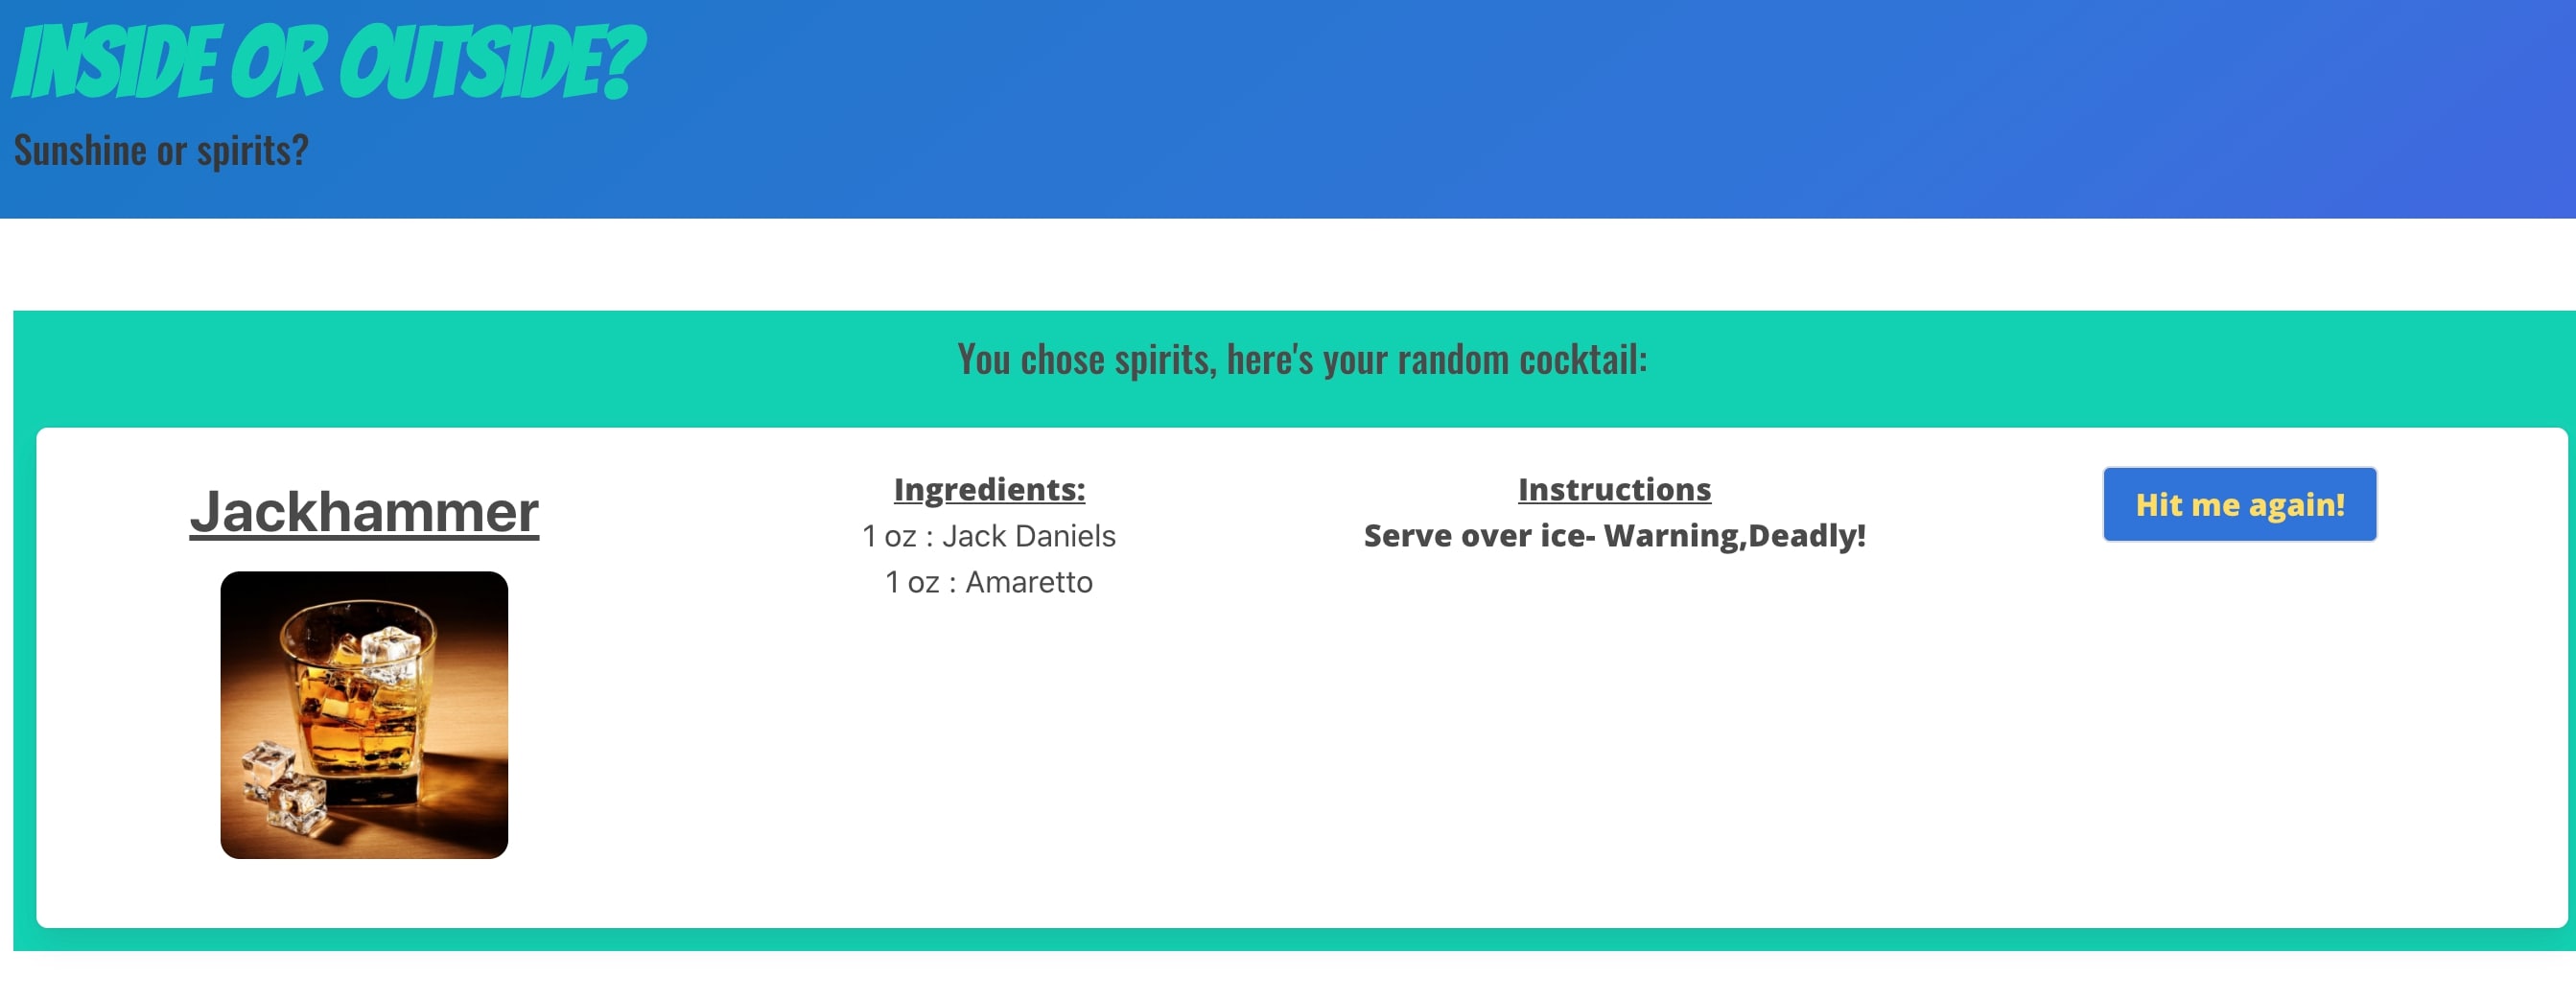 INSIDE OR OUTSIDE?
Sunshine or spirits?
You chose spirits, here's your random cocktail:
Jackhammer
Ingredients:
1 oz : Jack Daniels
1 oz : Amaretto
Instructions
Serve over ice- Warning,Deadly!
Hit me again!